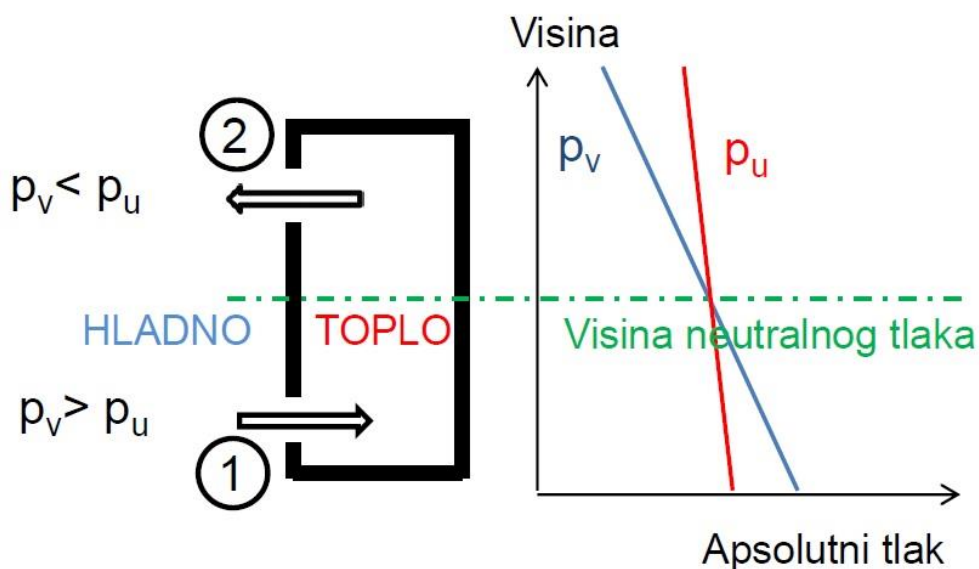 Visina
2
pᵥ< pᵤ
pᵥ
pᵤ
HLADNO
TOPLO
Visina neutralnog tlaka
pᵥ> pᵤ
1
Apsolutni tlak